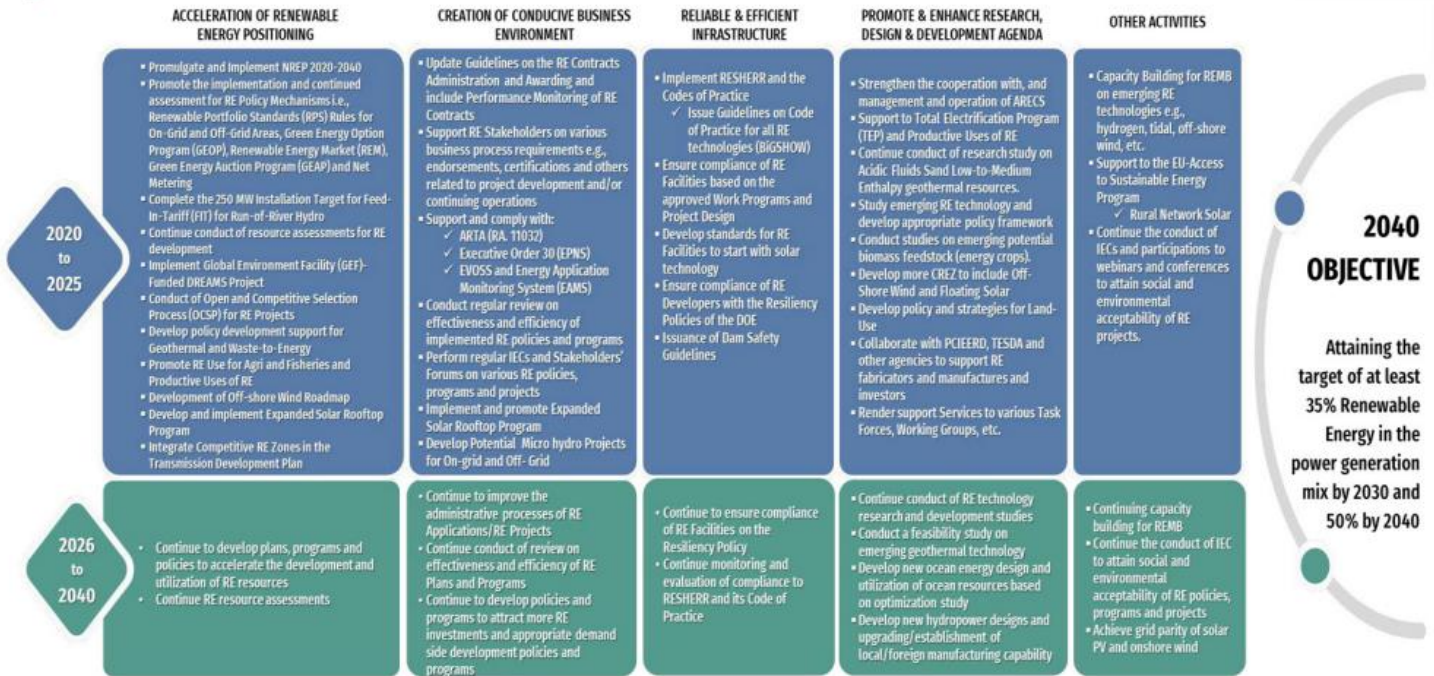 ACCELERATION OF RENEWABLE
ENERGY POSITIONING
CREATION OF CONDUCIVE BUSINESS
ENVIRONMENT
RELIABLE & EFFICIENT
INFRASTRUCTURE
PROMOTE & ENHANCE RESEARCH,
DESIGN & DEVELOPMENT AGENDA
OTHER ACTIVITIES
2020
to
2025
▪ Promulgate and Implement NREP 2020-2040
▪ Promote the implementation and continued
assessment for RE Policy Mechanisms i.e.,
Renewable Portfolio Standards (RPS) Rules for
On-Grid and Off-Grid Areas, Green Energy Option
Program (GEOP), Renewable Energy Market (REM),
Green Energy Auction Program (GEAP) and Net
Metering
▪ Complete the 250 MW Installation Target for Feed-
In-Tariff (FIT) for Run-of-River Hydro
▪ Continue conduct of resource assessments for RE
development
▪ Implement Global Environment Facility (GEF)-
Funded DREAMS Project
▪ Conduct of Open and Competitive Selection
Process (OCSP) for RE Projects
▪ Develop policy development support for
Geothermal and Waste-to-Energy
▪ Promote RE Use for Agri and Fisheries and
Productive Uses of RE
▪ Development of Off-shore Wind Roadmap
▪ Develop and implement Expanded Solar Rooftop
Program
▪ Integrate Competitive RE Zones in the
Transmission Development Plan
▪ Update Guidelines on the RE Contracts
Administration and Awarding and
include Performance Monitoring of RE
Contracts
▪ Support RE Stakeholders on various
business process requirements e.g.,
endorsements, certifications and others
related to project development and/or
continuing operations
▪ Support and comply with:
✓ ARTA (RA. 11032)
✓ Executive Order 30 (EPNS)
✓ EVOSS and Energy Application
Monitoring System (EAMS)
▪ Conduct regular review on
effectiveness and efficiency of
implemented RE policies and programs
▪ Perform regular IECs and Stakeholders'
Forums on various RE policies,
programs and projects
▪ Implement and promote Expanded
Solar Rooftop Program
▪ Develop Potential Micro hydro Projects
for On-grid and Off- Grid
▪ Implement RESHERR and the
Codes of Practice
✓ Issue Guidelines on Code
of Practice for all RE
technologies (BiGSHOW)
▪ Ensure compliance of RE
Facilities based on the
approved Work Programs and
Project Design
▪ Develop standards for RE
Facilities to start with solar
technology
▪ Ensure compliance of RE
Developers with the Resiliency
Policies of the DOE
▪ Issuance of Dam Safety
Guidelines
▪ Strengthen the cooperation with, and
management and operation of ARECS
▪ Support to Total Electrification Program
(TEP) and Productive Uses of RE
▪ Continue conduct of research study on
Acidic Fluids Sand Low-to-Medium
Enthalpy geothermal resources.
▪ Study emerging RE technology and
develop appropriate policy framework
▪ Conduct studies on emerging potential
biomass feedstock (energy crops).
▪ Develop more CREZ to include Off-
Shore Wind and Floating Solar
▪ Develop policy and strategies for Land-
Use
▪ Collaborate with PCIEERD, TESDA and
other agencies to support RE
fabricators and manufactures and
investors
▪ Render support Services to various Task
Forces, Working Groups, etc.
▪ Capacity Building for REMB
on emerging RE
technologies e.g.,
hydrogen, tidal, off-shore
wind, etc.
▪ Support to the EU-Access
to Sustainable Energy
Program
✓ Rural Network Solar
▪ Continue the conduct of
IECs and participations to
webinars and conferences
to attain social and
environmental
acceptability of RE
projects.
2026
to
2040
• Continue to develop plans, programs and
policies to accelerate the development and
utilization of RE resources
• Continue RE resource assessments
▪ Continue to improve the
administrative processes of RE
Applications/RE Projects
▪ Continue conduct of review on
effectiveness and efficiency of RE
Plans and Programs
▪ Continue to develop policies and
programs to attract more RE
investments and appropriate demand
side development policies and
programs
▪ Continue to ensure compliance
of RE Facilities on the
Resiliency Policy
▪ Continue monitoring and
evaluation of compliance to
RESHERR and its Code of
Practice
▪ Continue conduct of RE technology
research and development studies
▪ Conduct a feasibility study on
emerging geothermal technology
▪ Develop new ocean energy design and
utilization of ocean resources based
on optimization study
▪ Develop new hydropower designs and
upgrading/establishment of
local/foreign manufacturing capability
▪ Continuing capacity
building for REMB
▪ Continue the conduct of IEC
to attain social and
environmental
acceptability of RE policies,
programs and projects
▪ Achieve grid parity of solar
PV and onshore wind
2040
OBJECTIVE
Attaining the
target of at least
35% Renewable
Energy in the
power generation
mix by 2030 and
50% by 2040